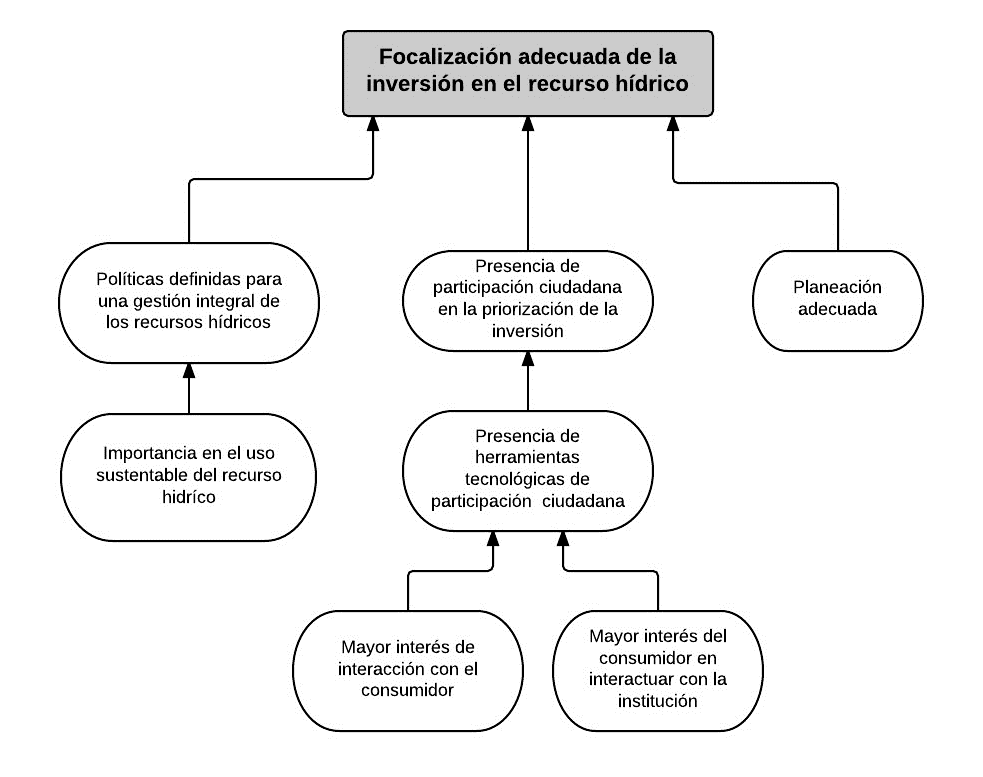 Focalización adecuada de la
inversión en el recurso hídrico
Políticas definidas para
una gestión integral de
los recursos hídricos
Presencia de
participación ciudadana
en la priorización de la
inversión
Planeación
adecuada
Importancia en el uso
sustentable del recurso
hidríco
Presencia de
herramientas
tecnológicas de
participación ciudadana
Mayor interés de
interacción con el
consumidor
Mayor interés del
consumidor en
interactuar con la
institución